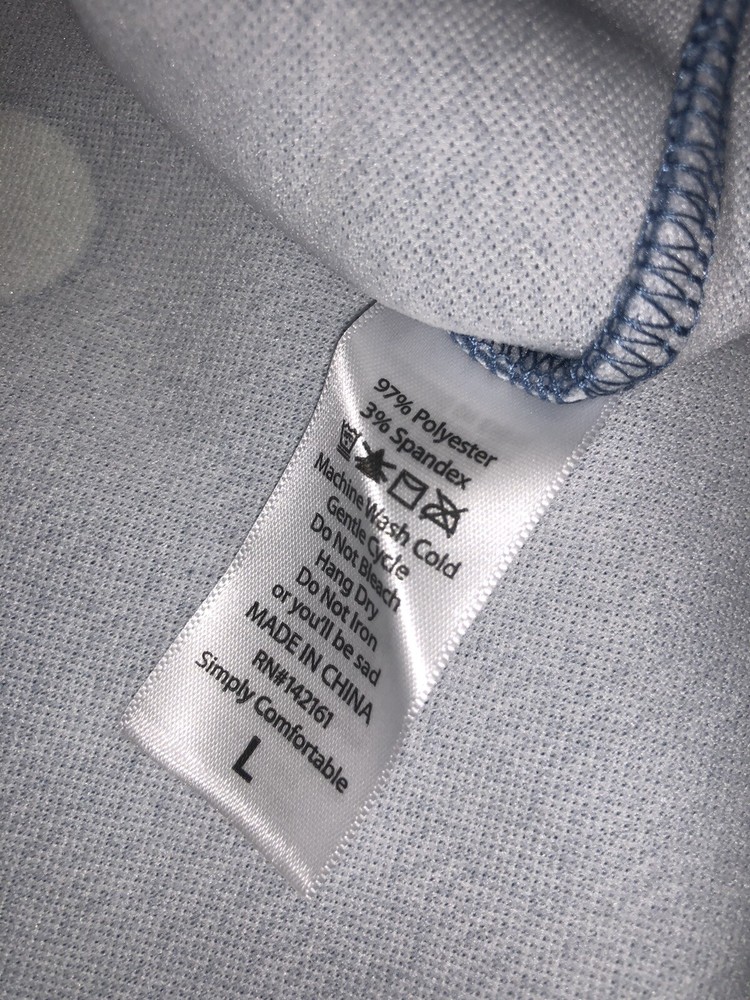 97% Polyester
3% Spandex
Machine Wash Cold
Gentle Cycle
Do Not Bleach
Hang Dry
Do Not Iron
or you'll be sad
MADE IN CHINA
RN#142161
Simply Comfortable
L